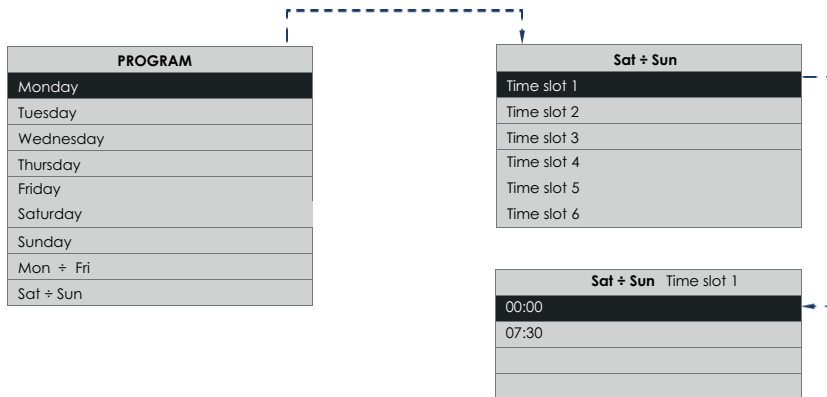 PROGRAM
Monday
Tuesday
Wednesday
Thursday
Friday
Saturday
Sunday
Mon ÷ Fri
Sat ÷ Sun
Sat ÷ Sun
Time slot 1
Time slot 2
Time slot 3
Time slot 4
Time slot 5
Time slot 6
Sat ÷ Sun Time slot 1
00:00
07:30